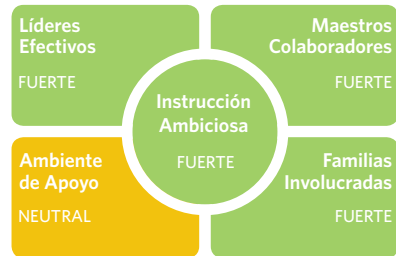 Líderes
Efectivos
FUERTE
Maestros
Colaboradores
FUERTE
Instrucción
Ambiciosa
FUERTE
Ambiente
de Apoyo
NEUTRAL
Familias
Involucradas
FUERTE